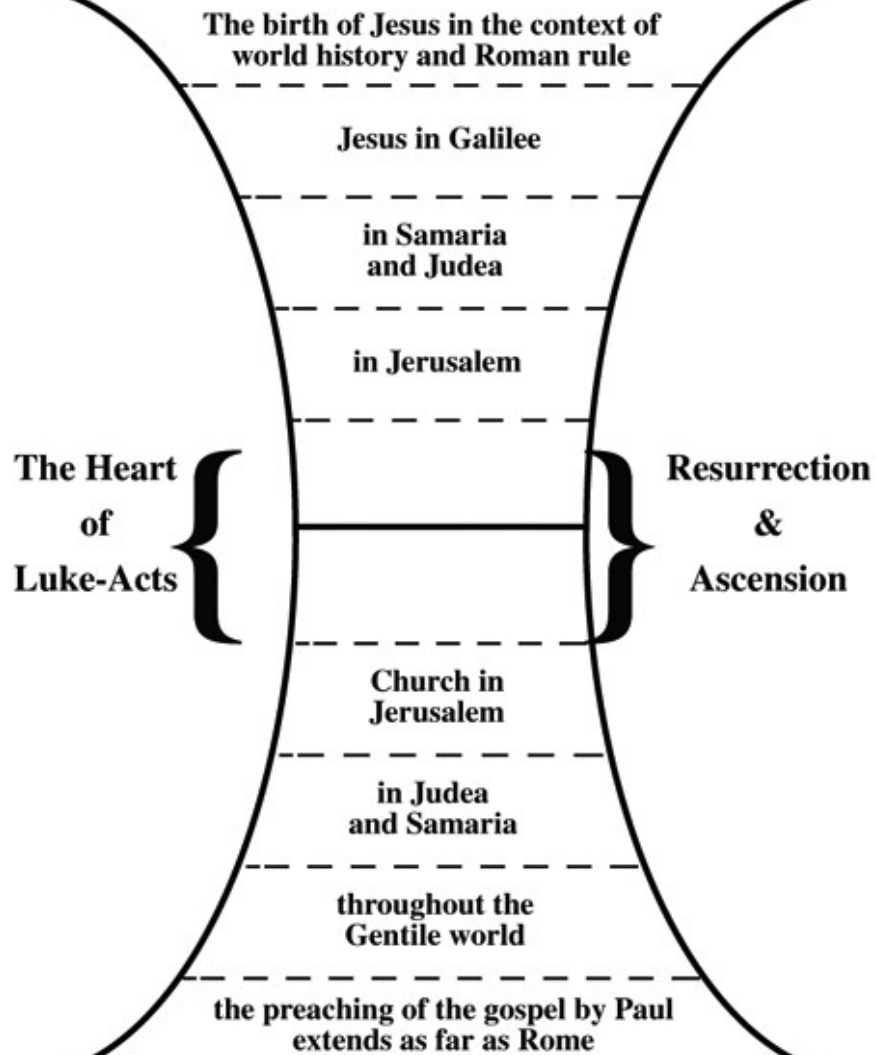 The birth of Jesus in the context of
world history and Roman rule
Jesus in Galilee
in Samaria
and Judea
in Jerusalem
The Heart
of
Luke-Acts
Resurrection
&
Ascension
Church in
Jerusalem
in Judea
and Samaria
throughout the
Gentile world
the preaching of the gospel by Paul
extends as far as Rome